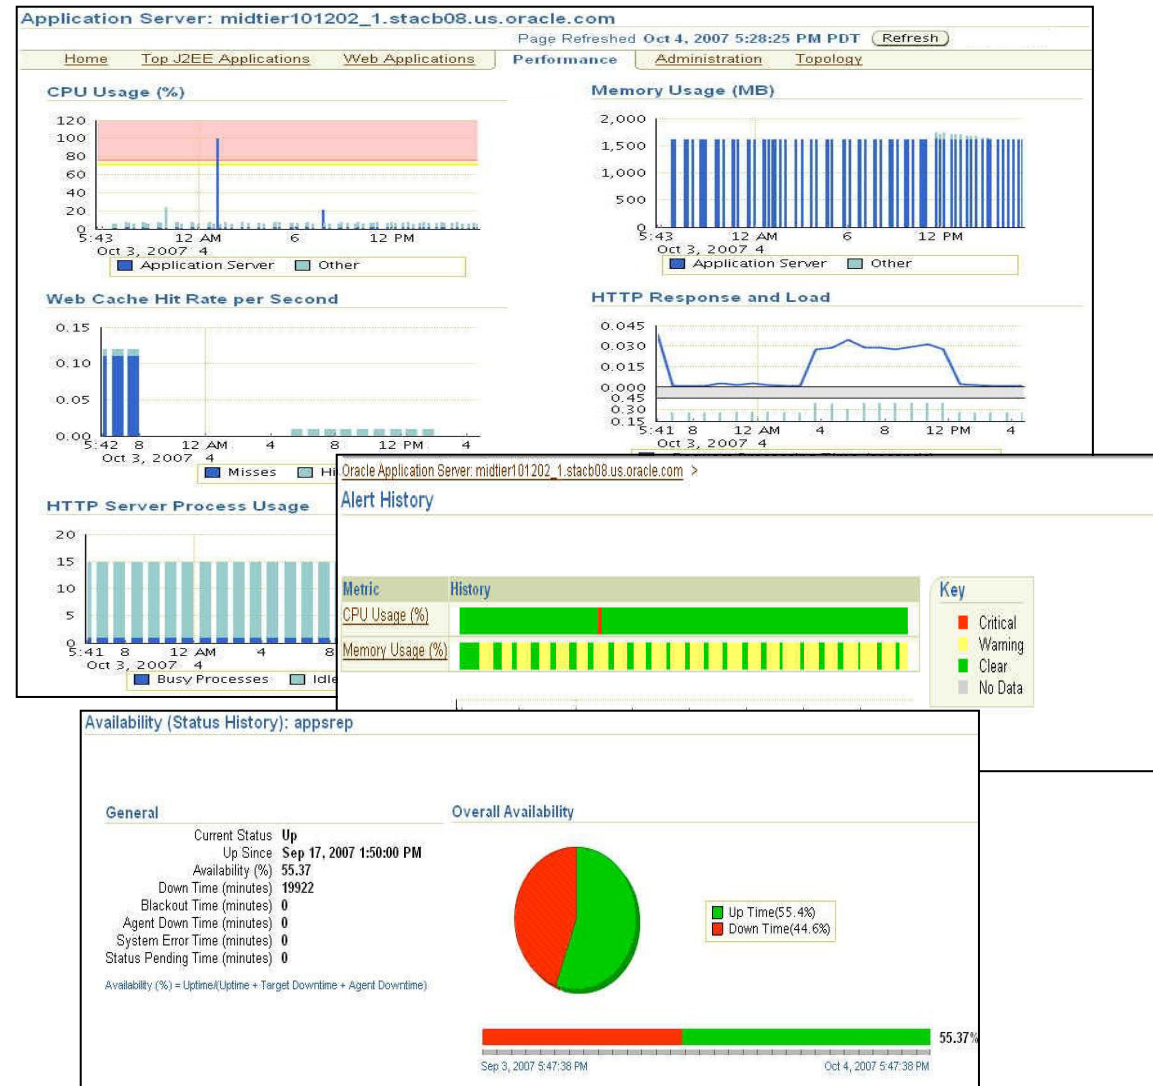 Application Server: midtier101202_1.stacb08.us.oracle.com
Page Refreshed Oct 4, 2007 5:28:25 PM PDT Refresh
Home Top J2EE Applications Web Applications Performance Administration Topology
CPU Usage (%)
120
100
80
60
40
20
0
5:43 12 AM 6 12 PM
Oct 3, 2007 4
Application Server Other
Memory Usage (MB)
2,000
1,500
1,000
500
0
5:43 12 AM 6 12 PM
Oct 3, 2007 4
Application Server Other
Web Cache Hit Rate per Second
0.15
0.10
0.05
0.00
5:42 8 12 AM 4 8 12 PM 4
Oct 3, 2007 4
Misses
HTTP Response and Load
0.045
0.030
0.015
0.000
0.45
0.30
0.15
5:41 8 12 AM 4 8 12 PM 4
Oct 3, 2007 4
HTTP Server Process Usage
20
15
10
5
0
5:41 8 12 AM 4 8
Oct 3, 2007 4
Busy Processes Idle
Oracle Application Server: midtier101202_1.stacb08.us.oracle.com >
Alert History
Metric History
CPU Usage (%)
Memory Usage (%)
Key
Critical
Warning
Clear
No Data
Availability (Status History): appsrep
General
Current Status Up
Up Since Sep 17, 2007 1:50:00 PM
Availability (%) 55.37
Down Time (minutes) 19922
Blackout Time (minutes) 0
Agent Down Time (minutes) 0
System Error Time (minutes) 0
Status Pending Time (minutes) 0
Availability (%) = Uptime/(Uptime + Target Downtime + Agent Downtime)
Overall Availability
Up Time(55.4%)
Down Time(44.6%)
55.37%
Sep 3, 2007 5:47:38 PM Oct 4, 2007 5:47:38 PM